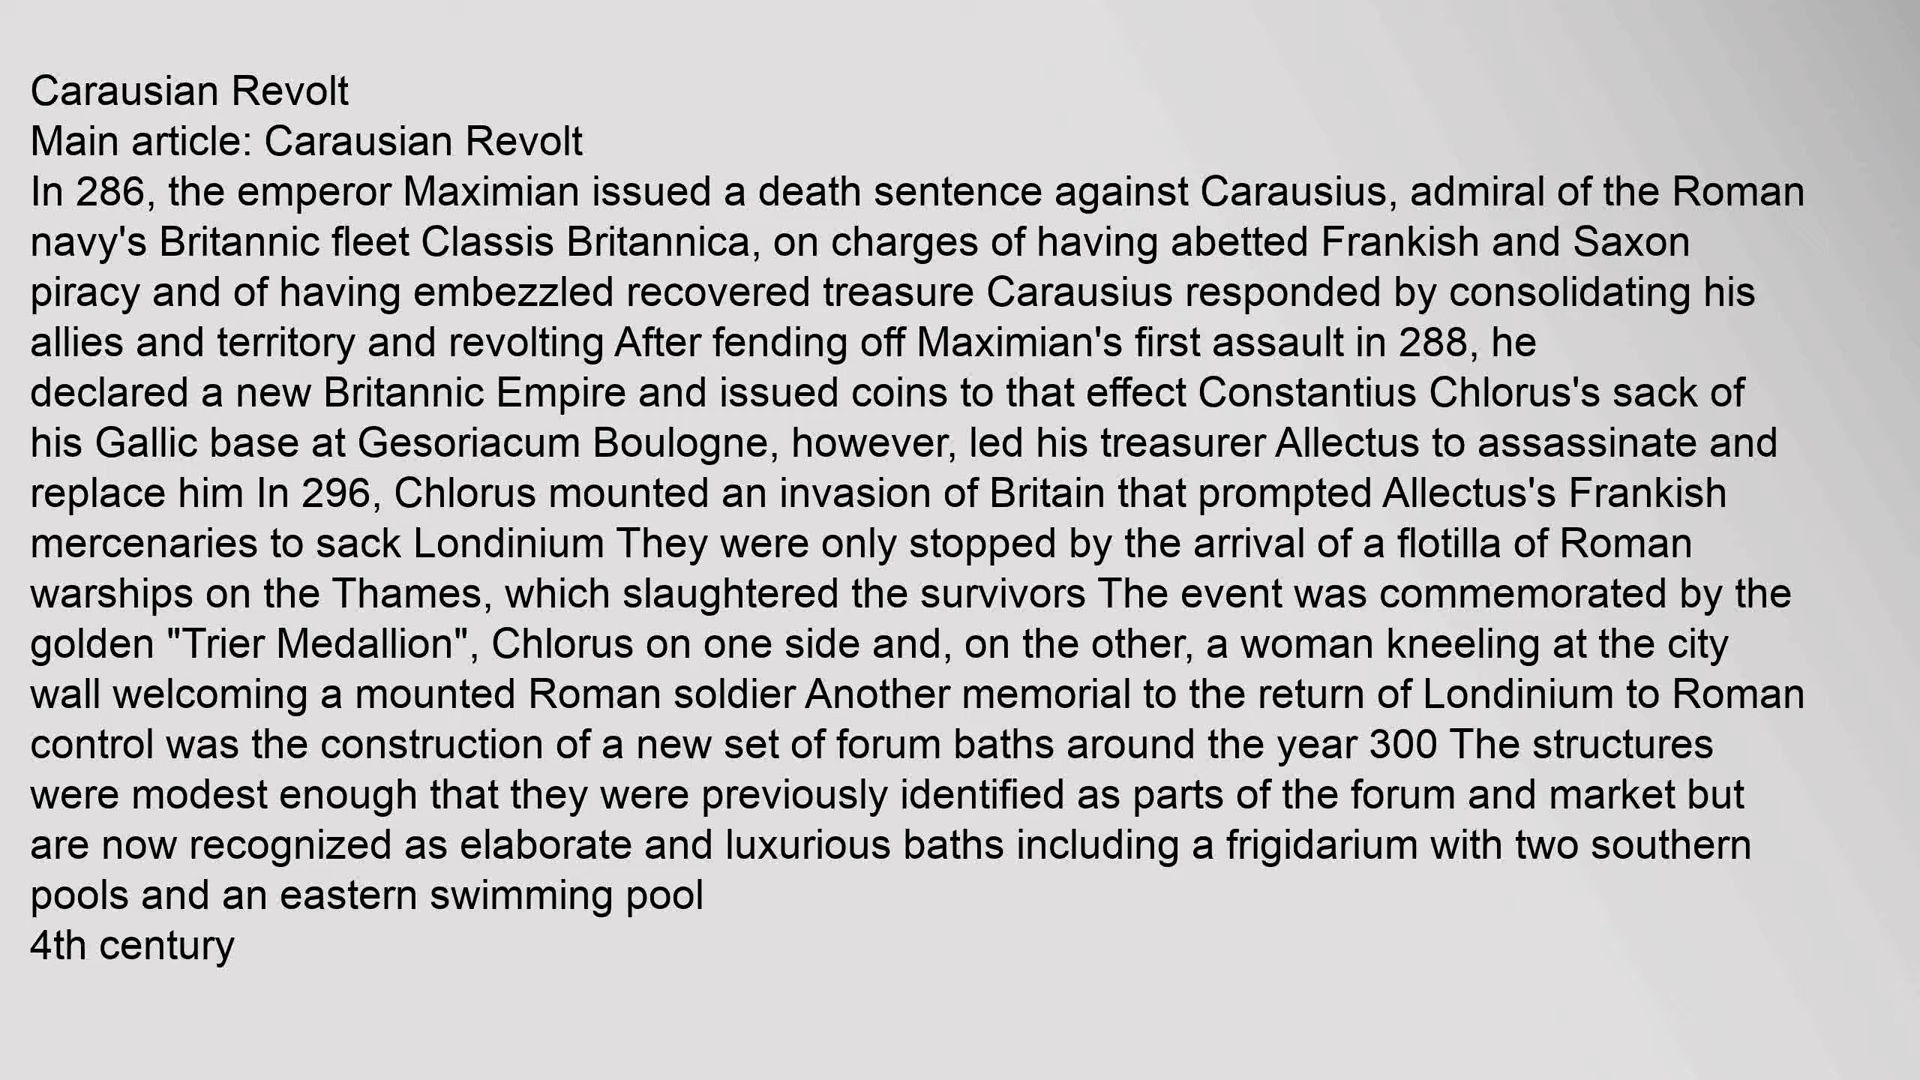 Carausian Revolt
Main article: Carausian Revolt
In 286, the emperor Maximian issued a death sentence against Carausius, admiral of the Roman
navy's Britannic fleet Classis Britannica, on charges of having abetted Frankish and Saxon
piracy and of having embezzled recovered treasure Carausius responded by consolidating his
allies and territory and revolting After fending off Maximian's first assault in 288, he
declared a new Britannic Empire and issued coins to that effect Constantius Chlorus's sack of
his Gallic base at Gesoriacum Boulogne, however, led his treasurer Allectus to assassinate and
replace him In 296, Chlorus mounted an invasion of Britain that prompted Allectus's Frankish
mercenaries to sack Londinium They were only stopped by the arrival of a flotilla of Roman
warships on the Thames, which slaughtered the survivors The event was commemorated by the
golden "Trier Medallion", Chlorus on one side and, on the other, a woman kneeling at the city
wall welcoming a mounted Roman soldier Another memorial to the return of Londinium to Roman
control was the construction of a new set of forum baths around the year 300 The structures
were modest enough that they were previously identified as parts of the forum and market but
are now recognized as elaborate and luxurious baths including a frigidarium with two southern
pools and an eastern swimming pool
4th century